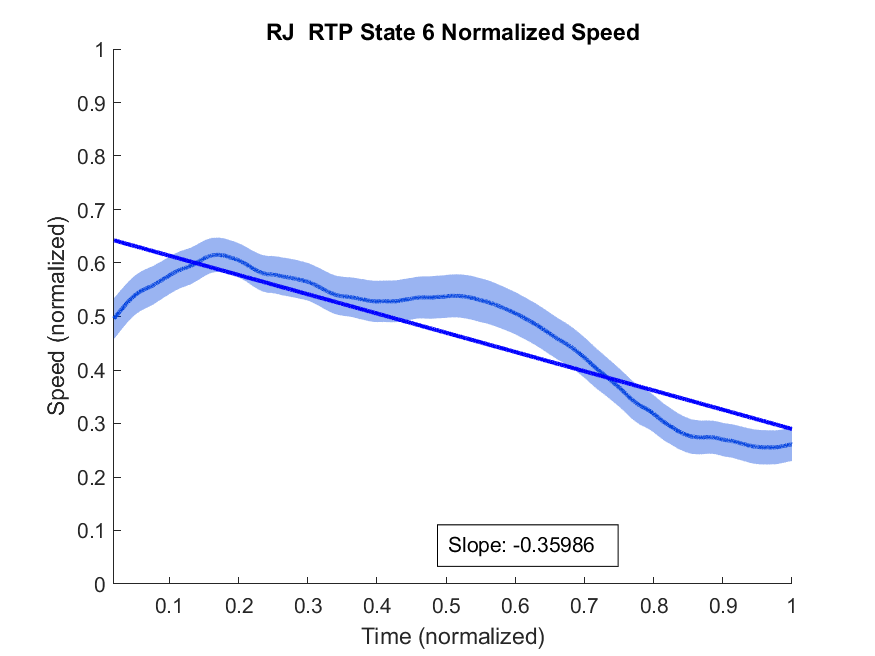 RJ  RTP State 6 Normalized Speed
1
0.9
0.8
0.7
0.6
0.5
0.4
0.3
0.2
0.1
0
Speed (normalized)
Slope: -0.35986
0.1 0.2 0.3 0.4 0.5 0.6 0.7 0.8 0.9 1
Time (normalized)